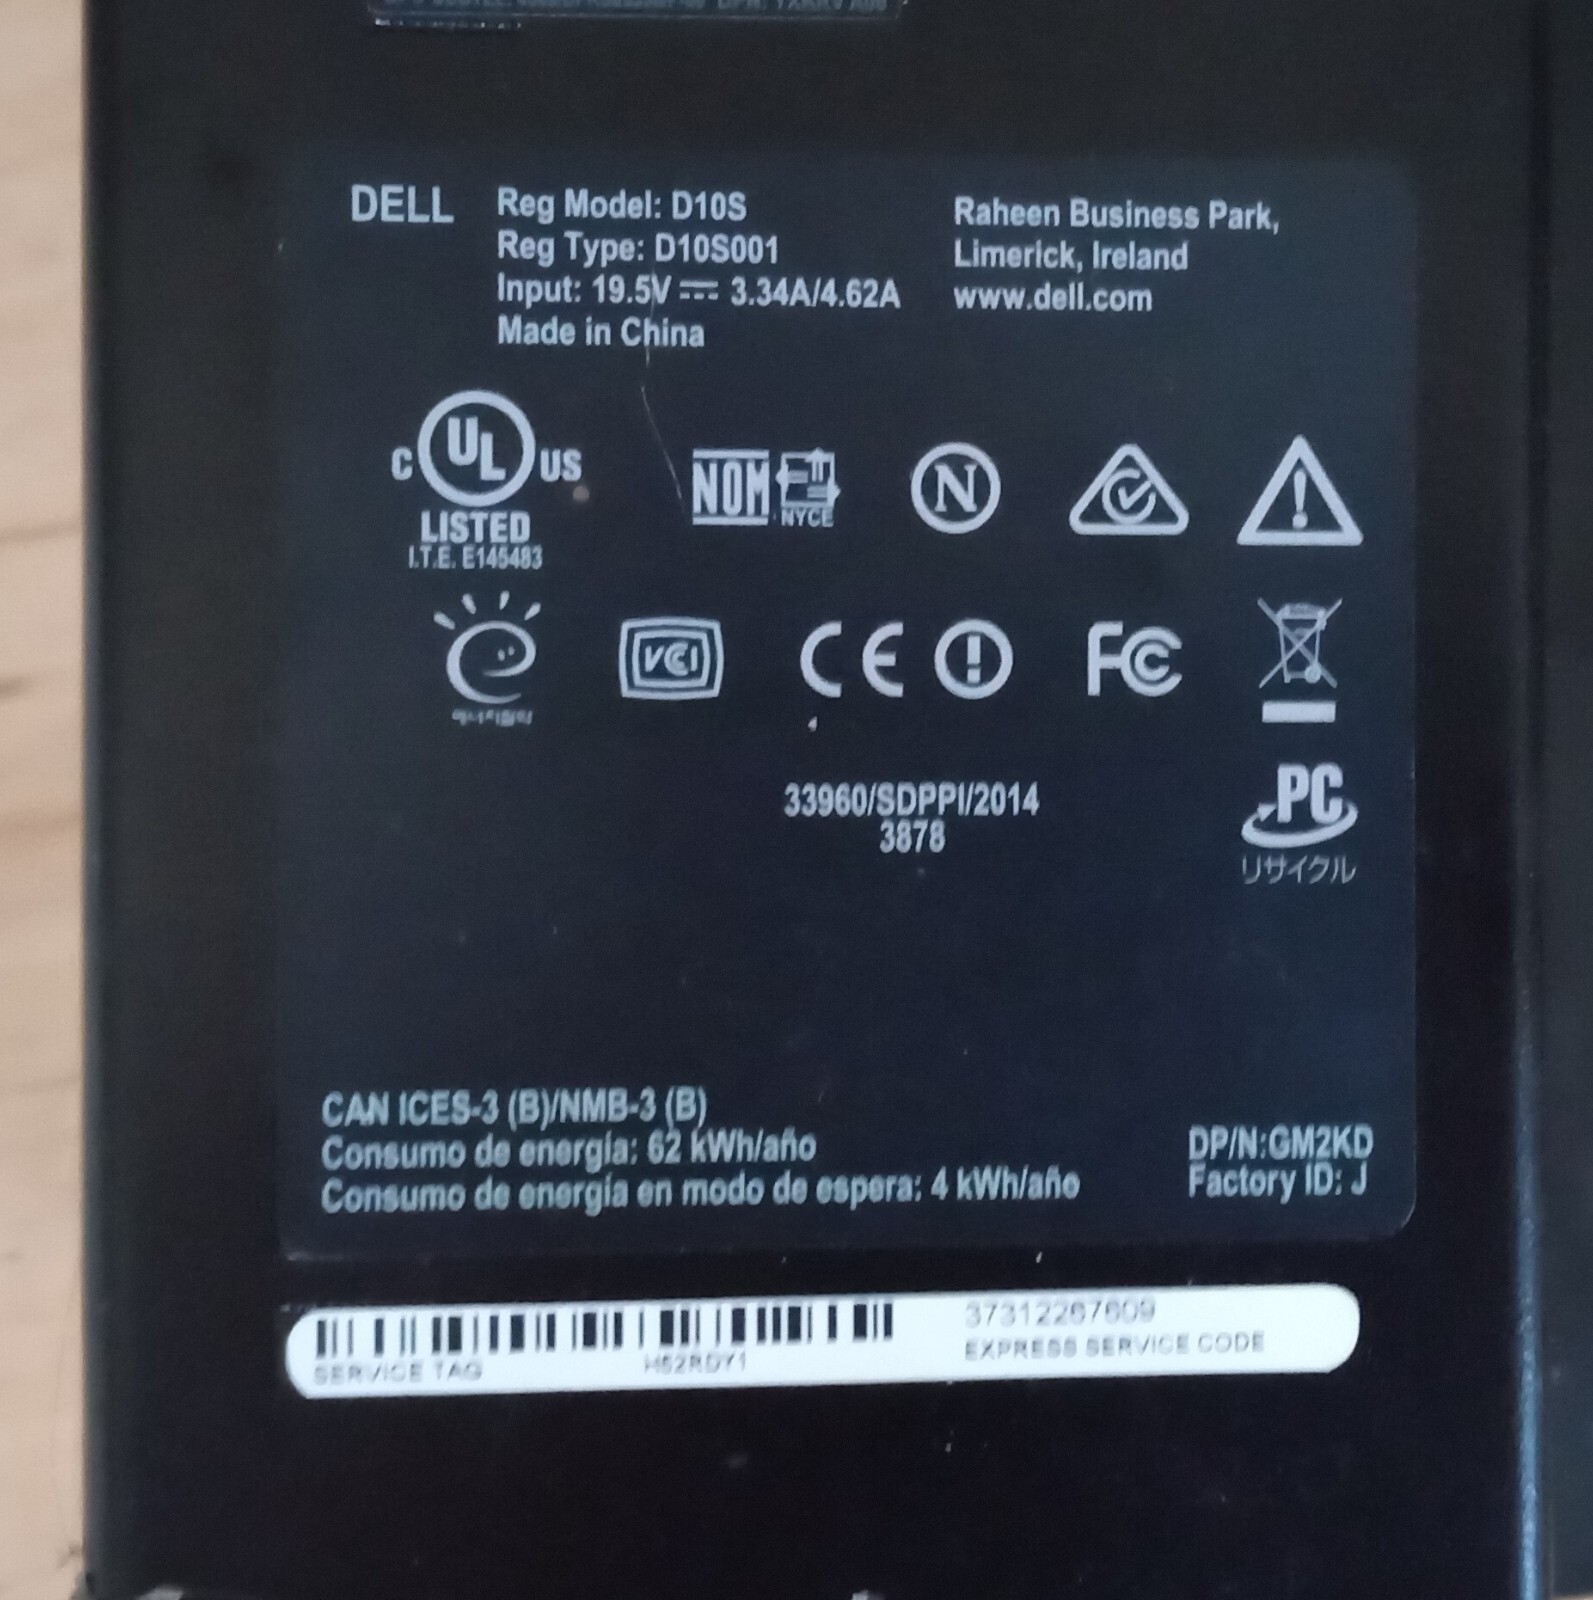 DELL
Reg Model: D10S
Reg Type: D10S001
Input: 19.5V ⎓ 3.34A/4.62A
Made in China
Raheen Business Park,
Limerick, Ireland
www.dell.com
C UL US
LISTED
I.T.E. E145483
NOM
NYCE
N
VCI
CE
FC
33960/SDPPI/2014
3878
PC
リサイクル
CAN ICES-3 (B)/NMB-3 (B)
Consumo de energía: 62 kWh/año
Consumo de energía en modo de espera: 4 kWh/año
DP/N:GM2KD
Factory ID: J
SERVICE TAG
H52RDY1
37312267609
EXPRESS SERVICE CODE